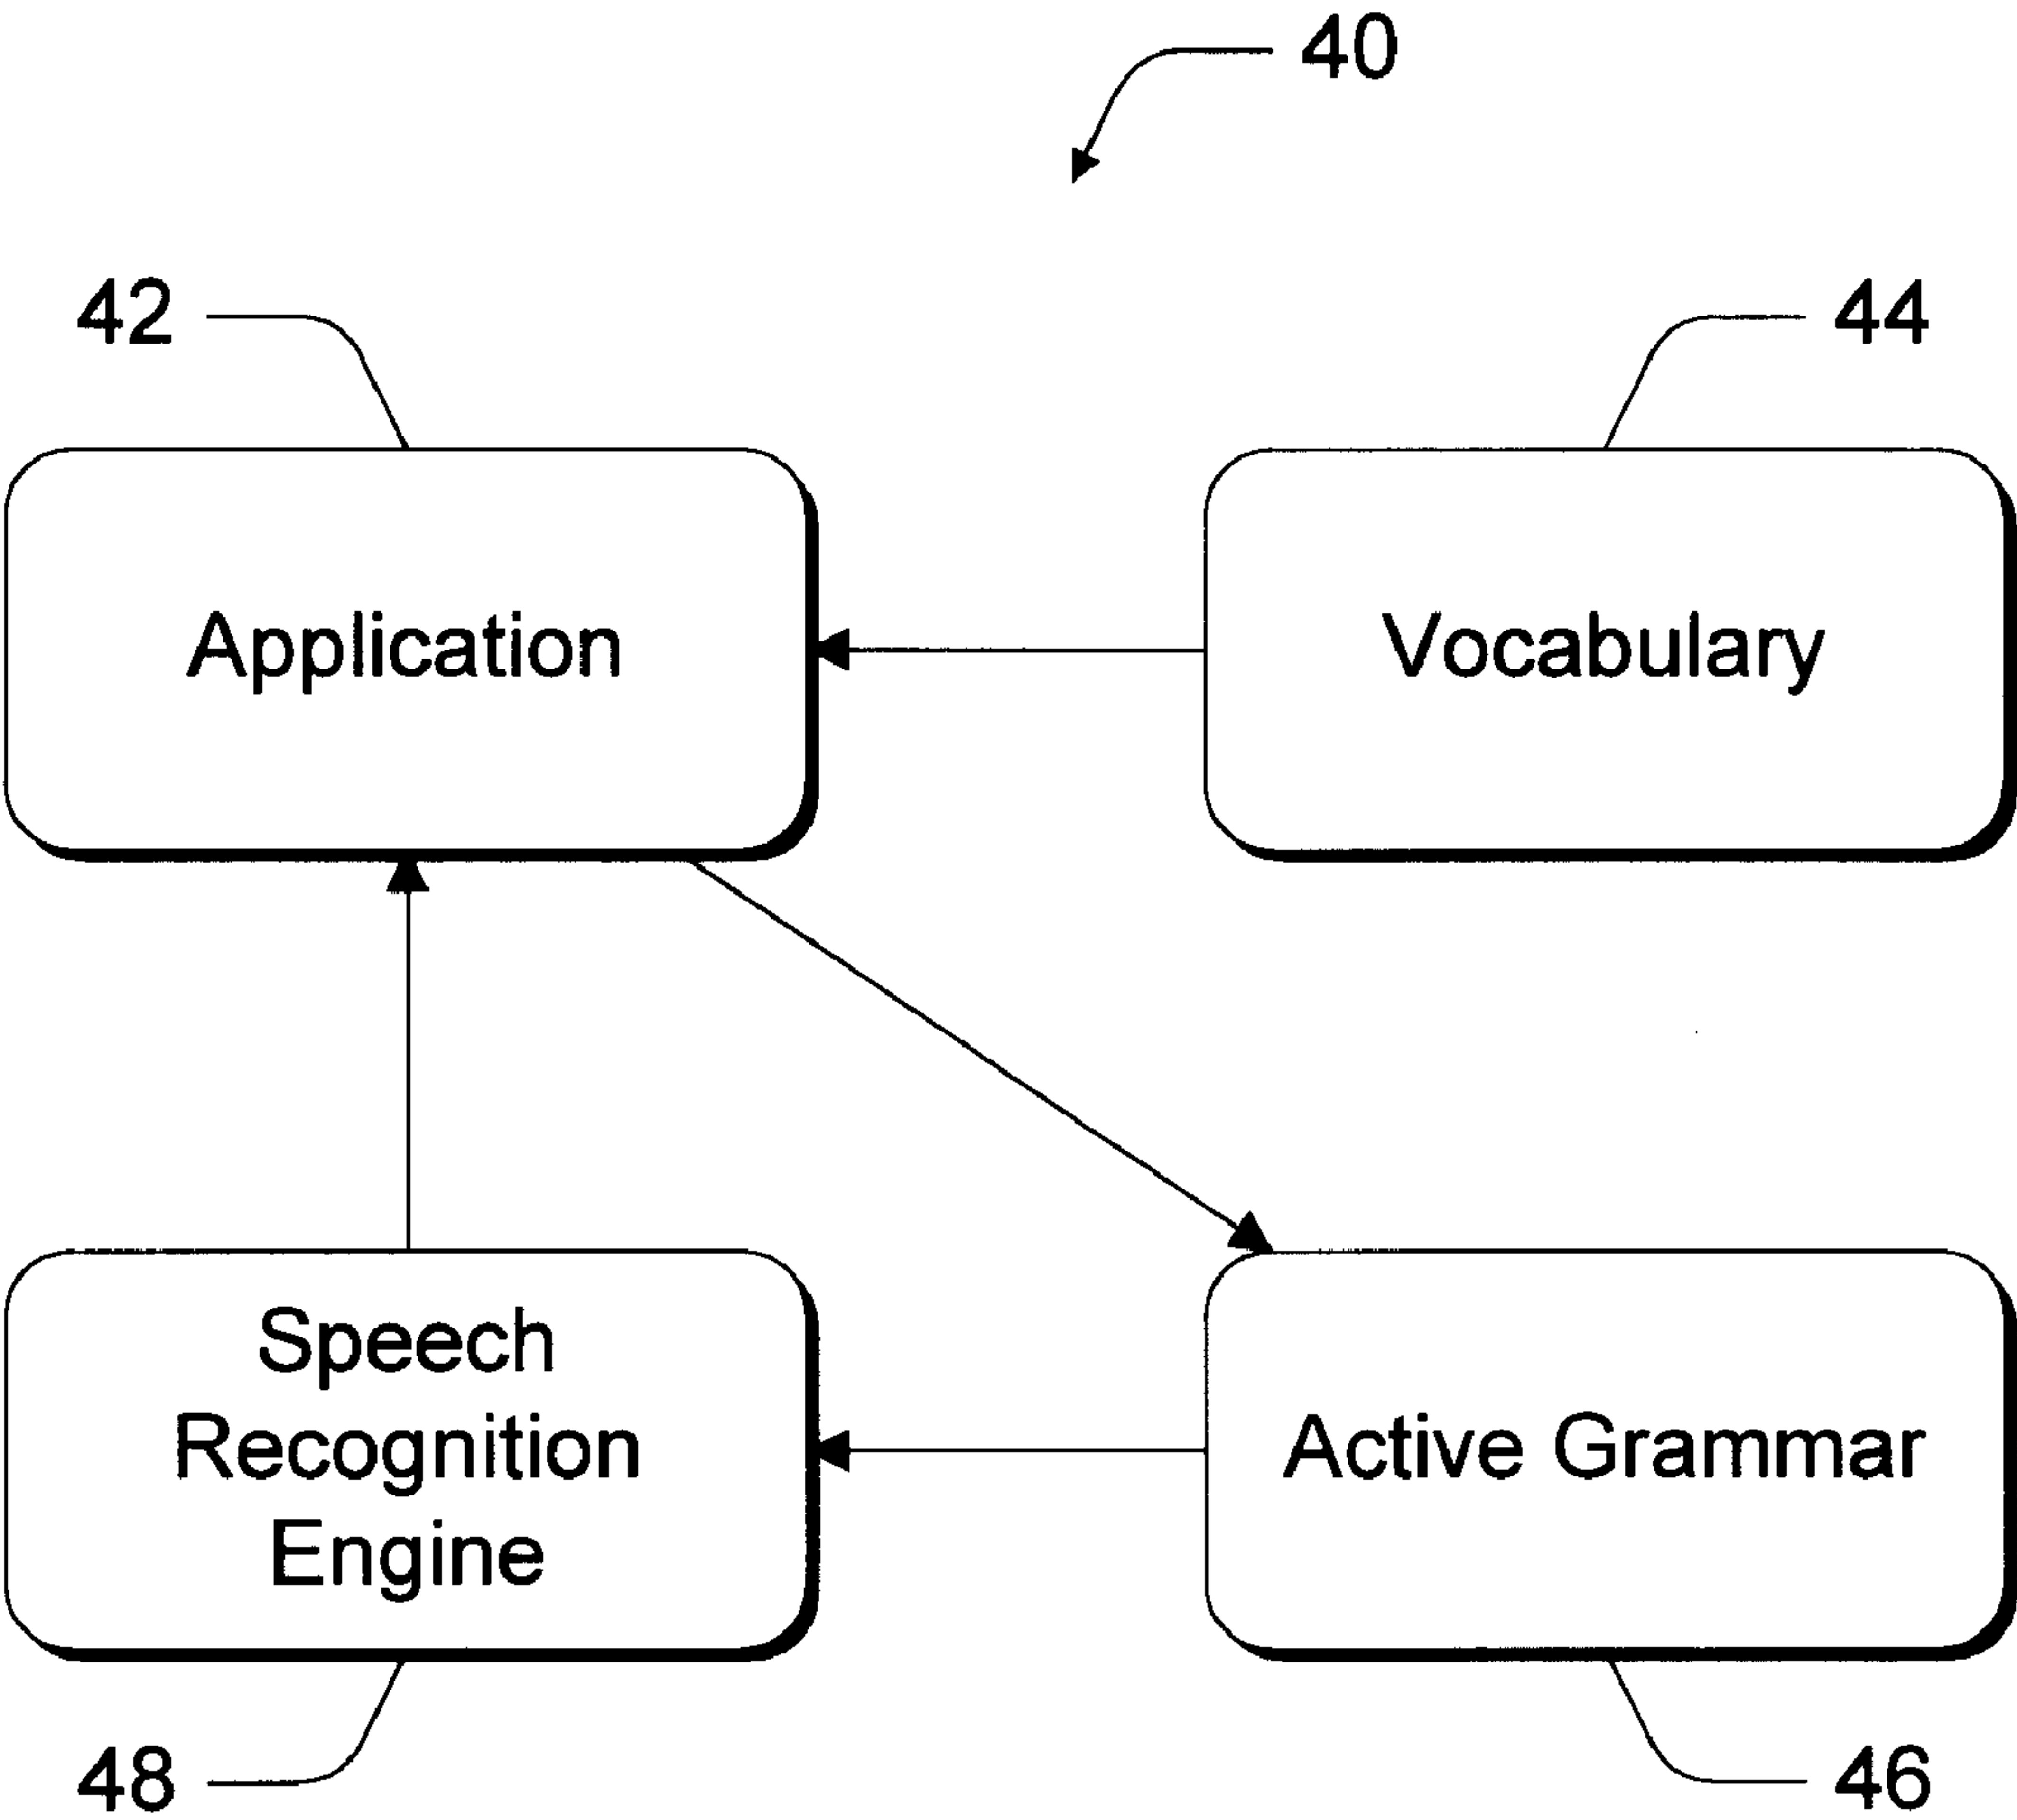 40
42
44
Application
Vocabulary
Speech
Recognition
Engine
Active Grammar
48
46